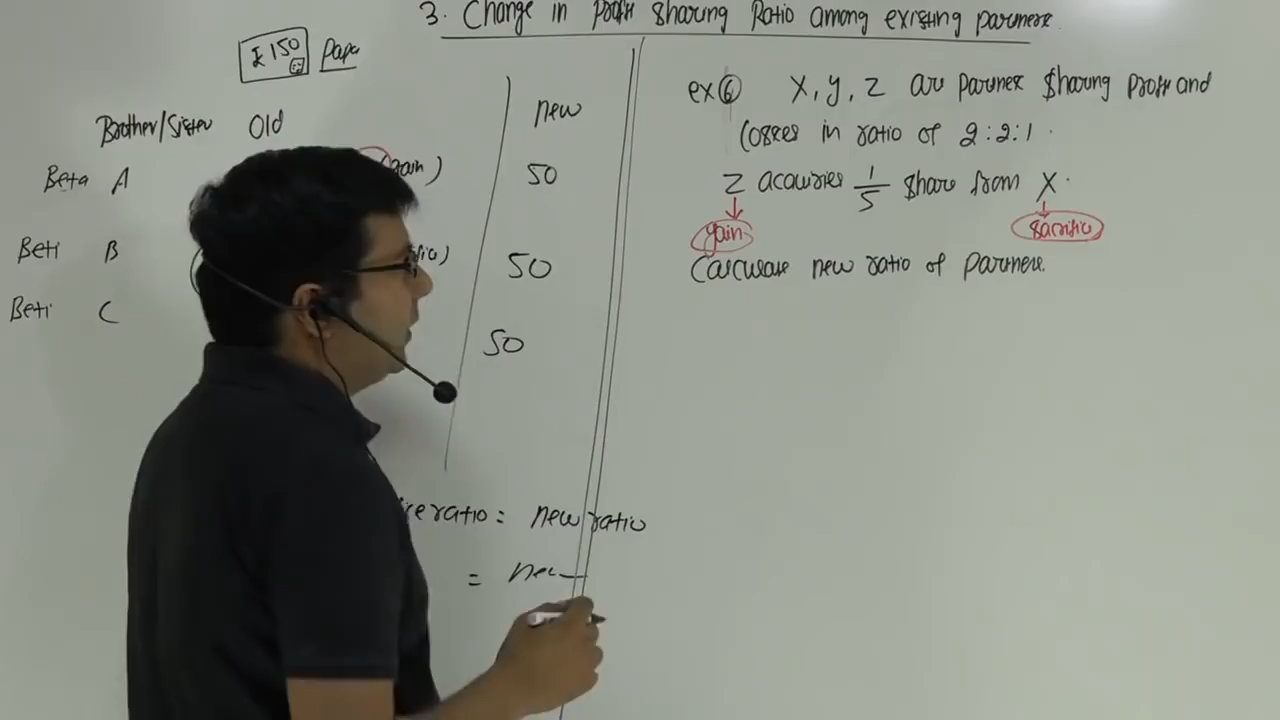 3. Change in Profit Sharing Ratio among existing partners.
₹150 Papa
Brother/Sister Old new
Beta A gain) 50
Beti B 50
Beti C 50
ratio = new ratio
=
ex ⑥ X, Y, Z are partner sharing profit and
losses in ratio of 2:2:1.
Z acquires 1/5 share from X.
gain sacrifice
Calculate new ratio of partners.